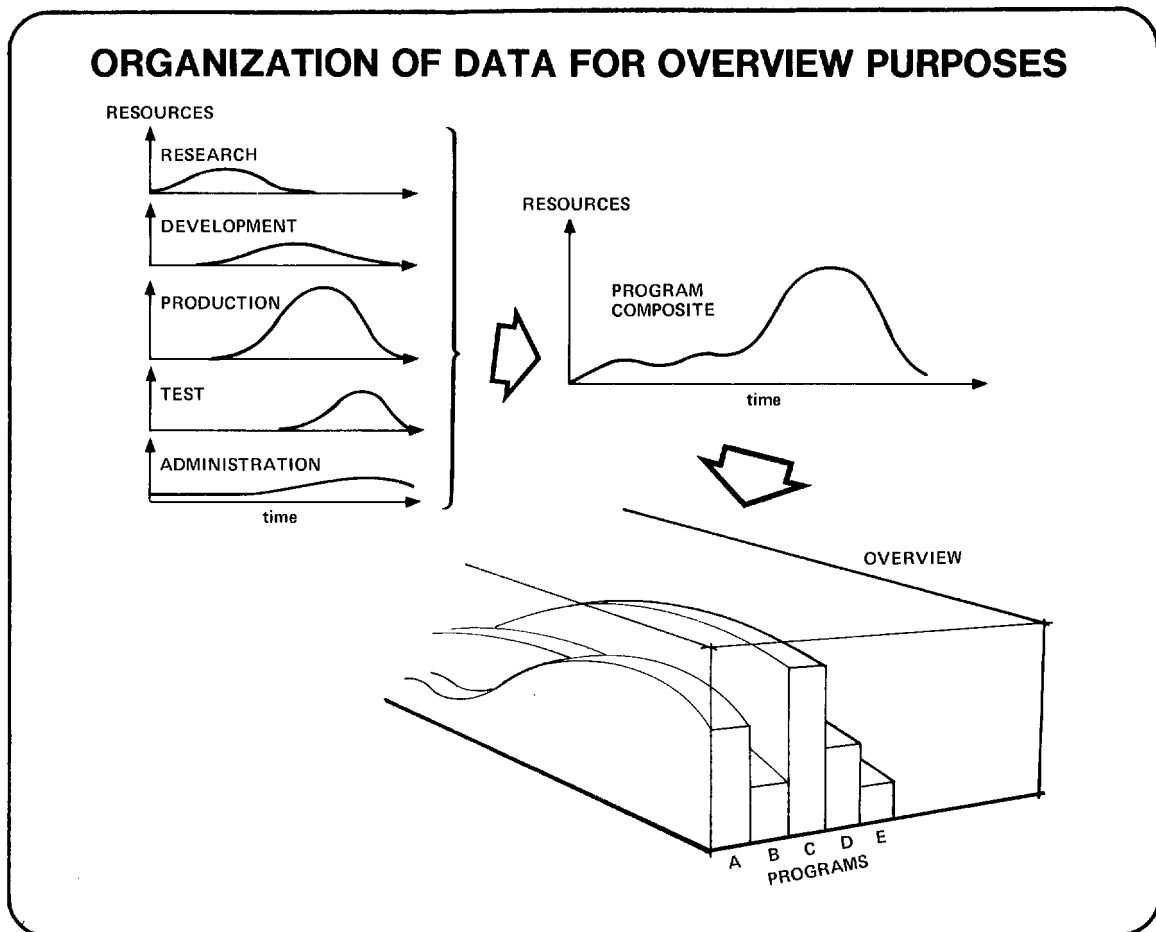 ORGANIZATION OF DATA FOR OVERVIEW PURPOSES
RESOURCES
RESEARCH
DEVELOPMENT
PRODUCTION
TEST
ADMINISTRATION
time
RESOURCES
PROGRAM
COMPOSITE
time
OVERVIEW
A B C D E
PROGRAMS